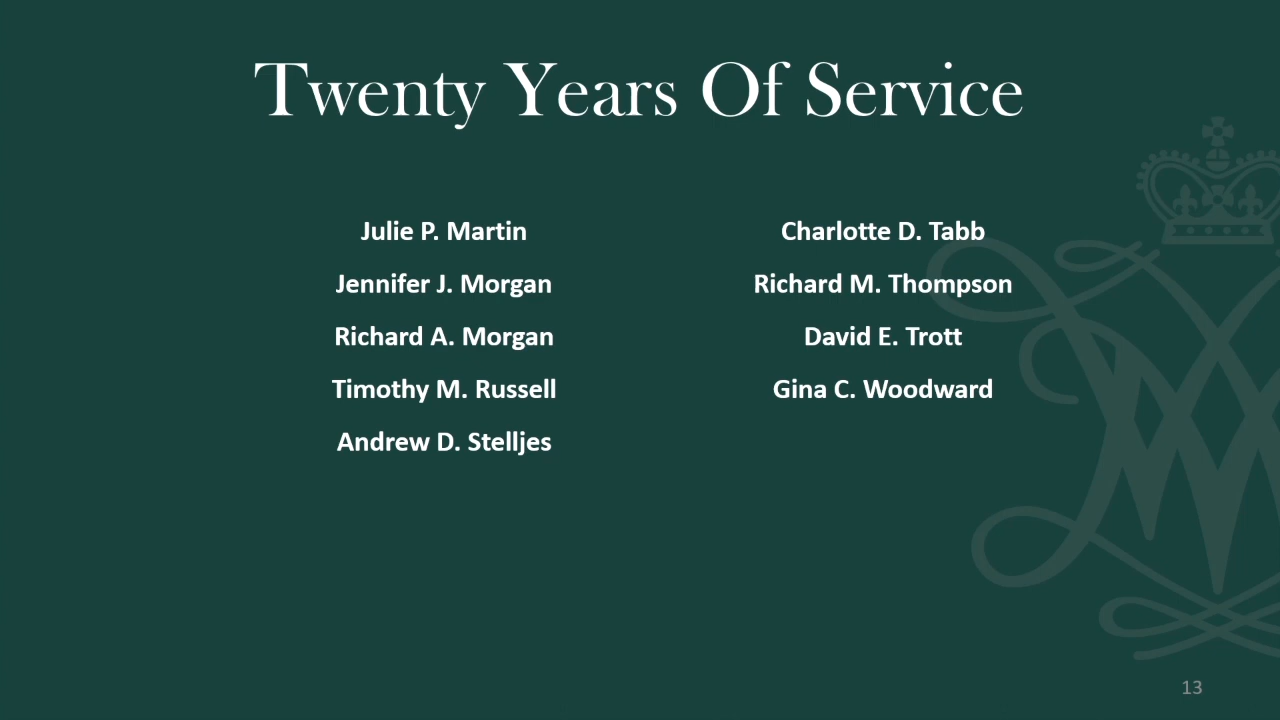 Twenty Years Of Service
Julie P. Martin
Jennifer J. Morgan
Richard A. Morgan
Timothy M. Russell
Andrew D. Stelljes
Charlotte D. Tabb
Richard M. Thompson
David E. Trott
Gina C. Woodward
13